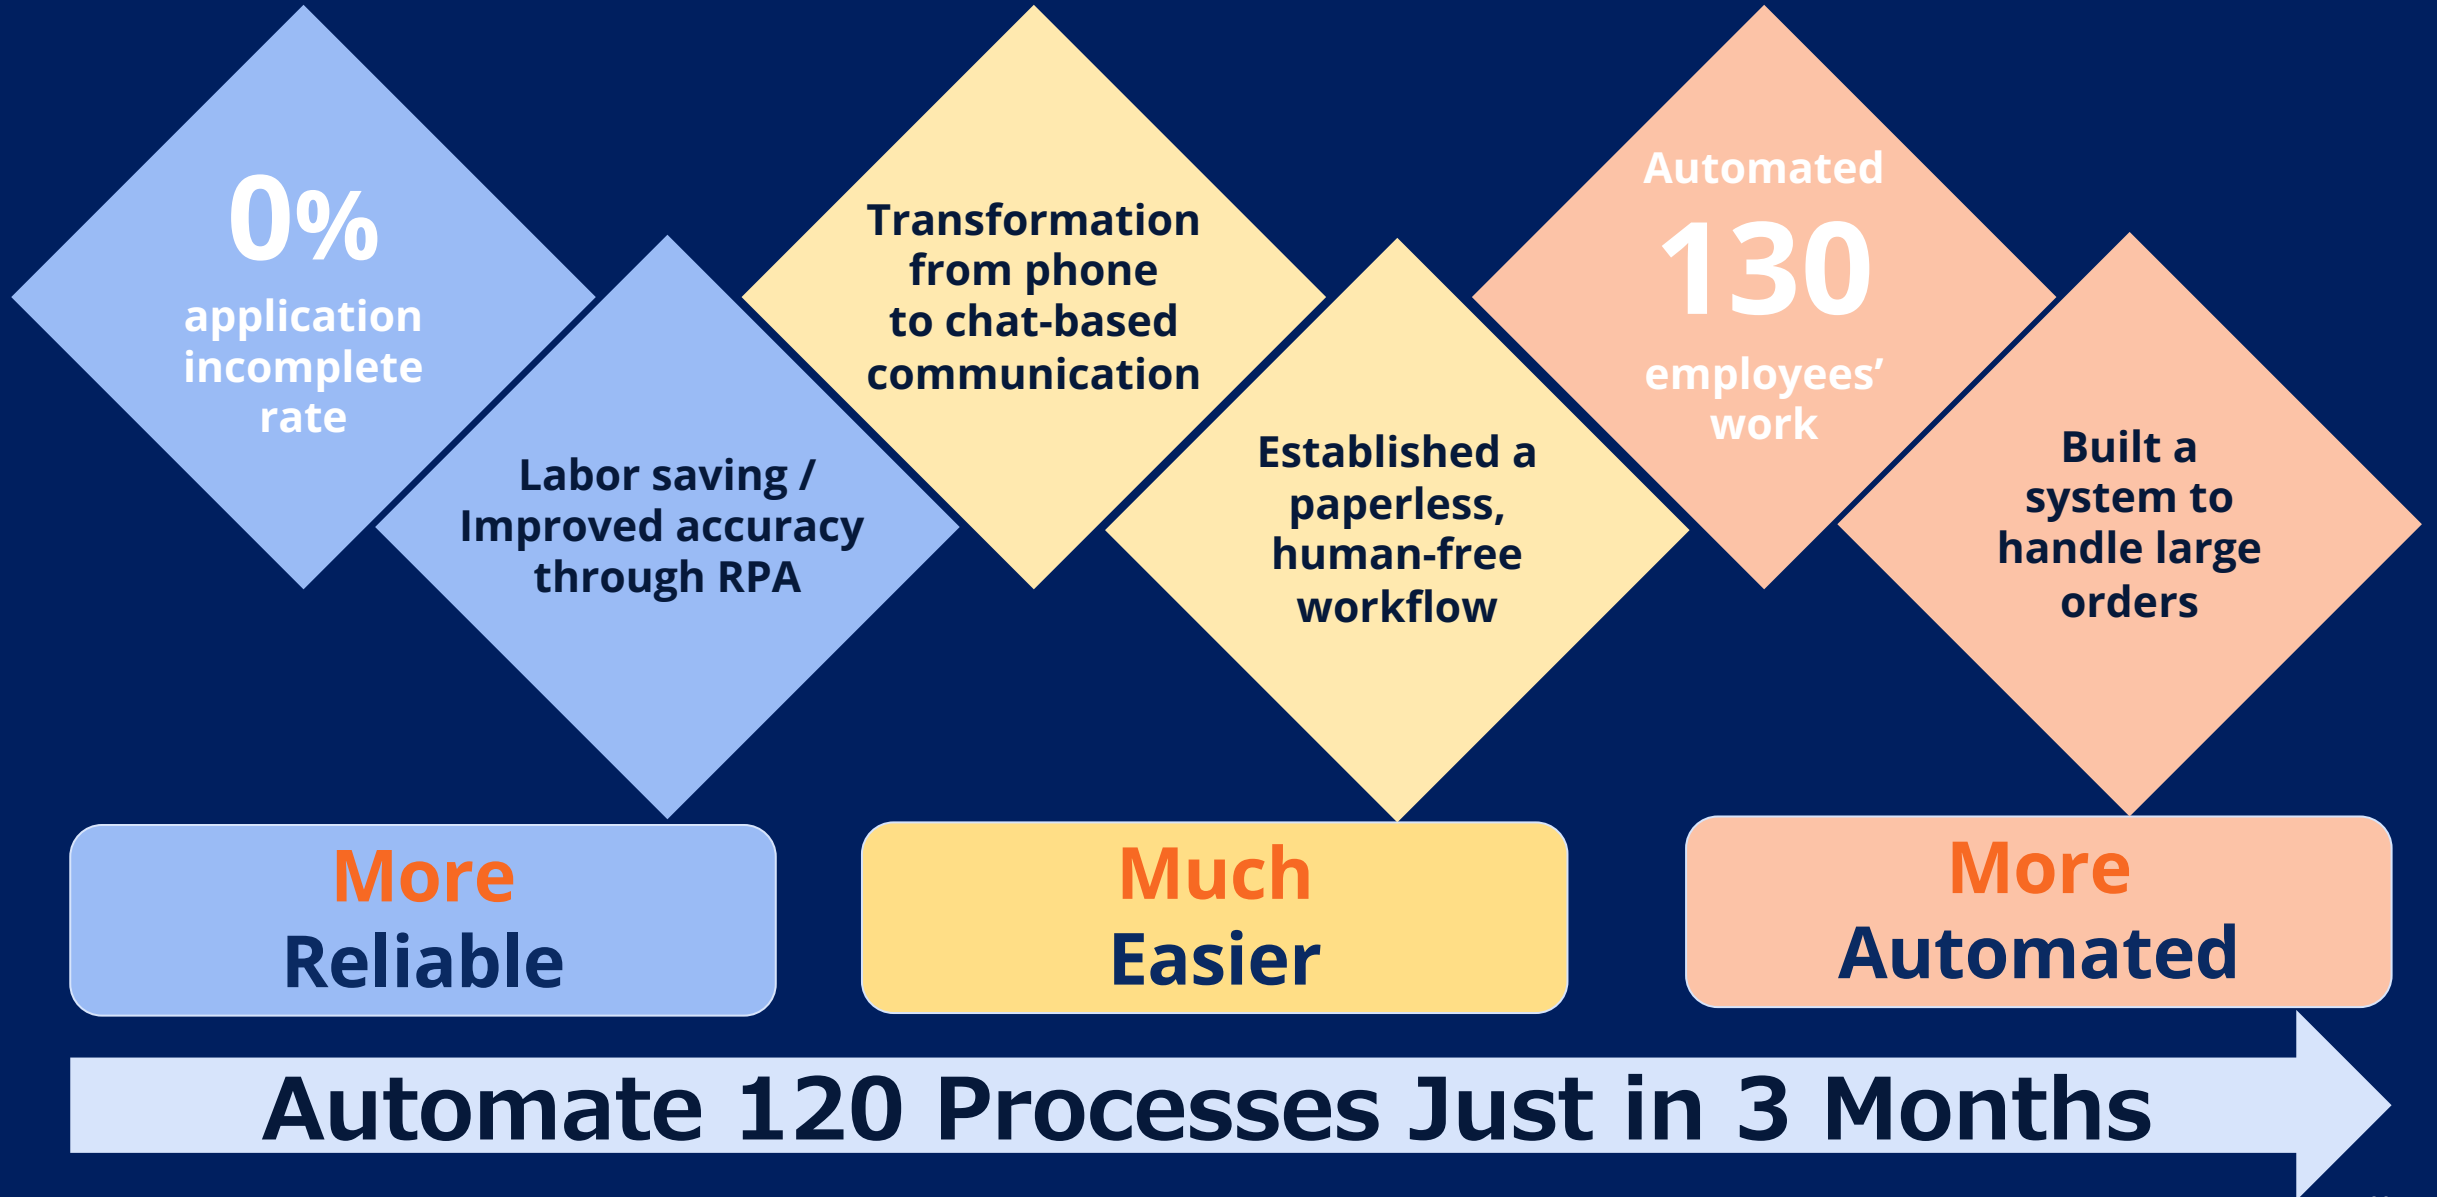 0%
application
incomplete
rate
Labor saving /
Improved accuracy
through RPA
Transformation
from phone
to chat-based
communication
Established a
paperless,
human-free
workflow
Automated
130
employees’
work
Built a
system to
handle large
orders
More
Reliable
Much
Easier
More
Automated
Automate 120 Processes Just in 3 Months